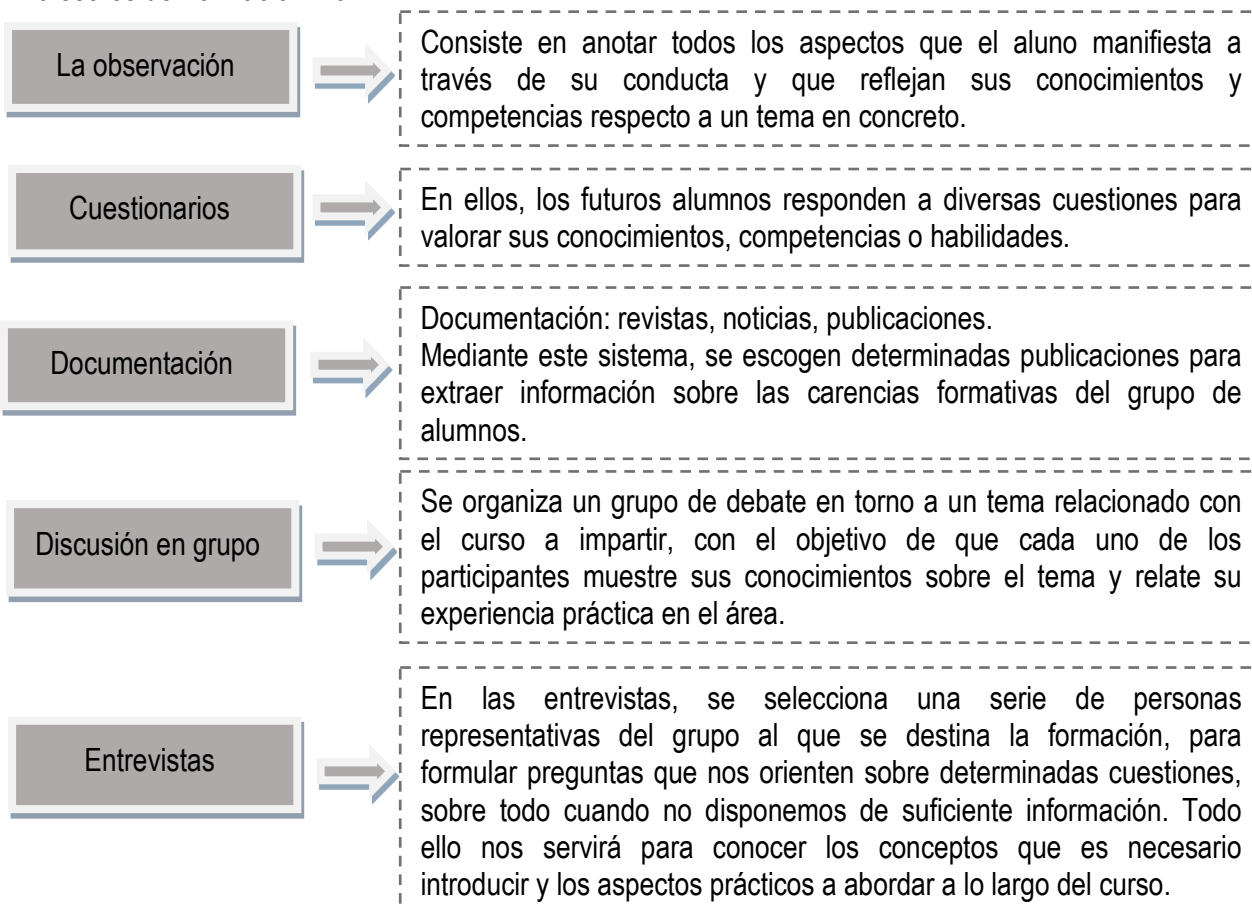 La observación
Consiste en anotar todos los aspectos que el aluno manifiesta a
través de su conducta y que reflejan sus conocimientos y
competencias respecto a un tema en concreto.
Cuestionarios
En ellos, los futuros alumnos responden a diversas cuestiones para
valorar sus conocimientos, competencias o habilidades.
Documentación
Documentación: revistas, noticias, publicaciones.
Mediante este sistema, se escogen determinadas publicaciones para
extraer información sobre las carencias formativas del grupo de
alumnos.
Discusión en grupo
Se organiza un grupo de debate en torno a un tema relacionado con
el curso a impartir, con el objetivo de que cada uno de los
participantes muestre sus conocimientos sobre el tema y relate su
experiencia práctica en el área.
Entrevistas
En las entrevistas, se selecciona una serie de personas
representativas del grupo al que se destina la formación, para
formular preguntas que nos orienten sobre determinadas cuestiones,
sobre todo cuando no disponemos de suficiente información. Todo
ello nos servirá para conocer los conceptos que es necesario
introducir y los aspectos prácticos a abordar a lo largo del curso.